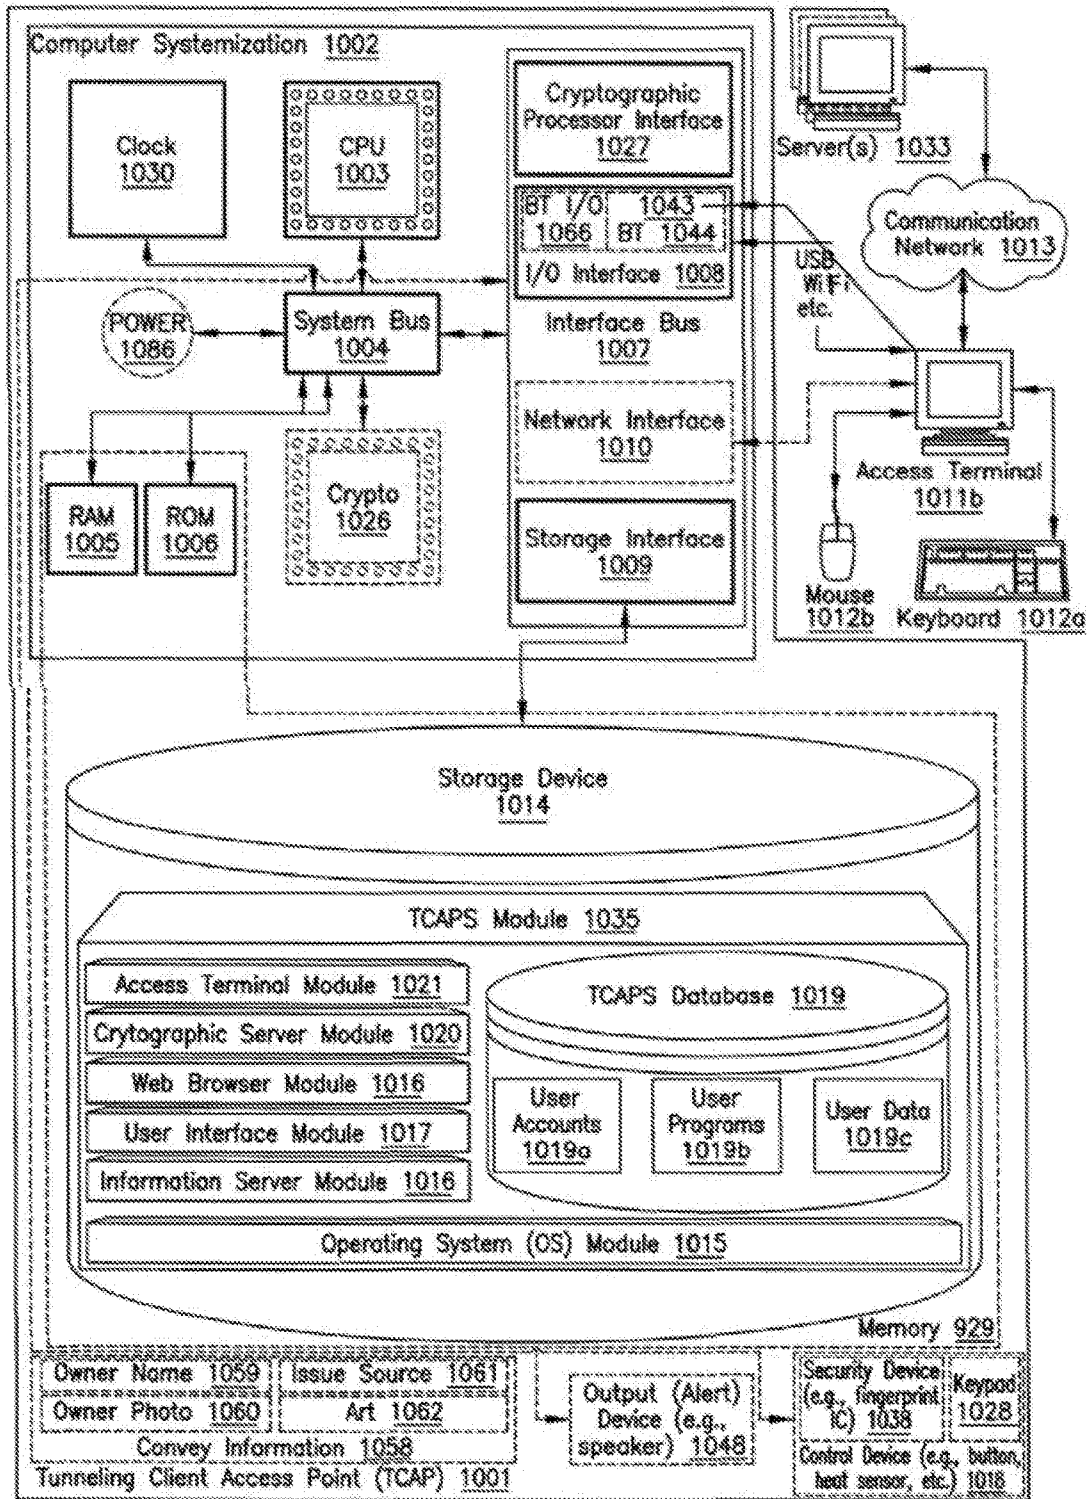 Computer Systemization 1002
Clock
1030
CPU
1003
Cryptographic
Processor Interface
1027
BT I/O
1066
1043
BT 1044
I/O Interface 1008
Interface Bus
1007
POWER
1086
System Bus
1004
Network Interface
1010
RAM
1005
ROM
1006
Crypto
1026
Storage Interface
1009
Server(s) 1033
Communication
Network 1013
USB,
WiFi
etc.
Access Terminal
1011b
Mouse
1012b
Keyboard 1012a
Storage Device
1014
TCAPS Module 1035
Access Terminal Module 1021
Crytographic Server Module 1020
Web Browser Module 1016
User Interface Module 1017
Information Server Module 1016
TCAPS Database 1019
User
Accounts
1019a
User
Programs
1019b
User Data
1019c
Operating System (OS) Module 1015
Memory 929
Owner Name 1059
Issue Source 1061
Owner Photo 1060
Art 1062
Convey Information 1058
Tunneling Client Access Point (TCAP) 1001
Output (Alert)
Device (e.g.,
speaker) 1048
Security Device
(e.g., fingerprint
IC) 1038
Keypad
1028
Control Device (e.g., button,
heat sensor, etc.) 1018